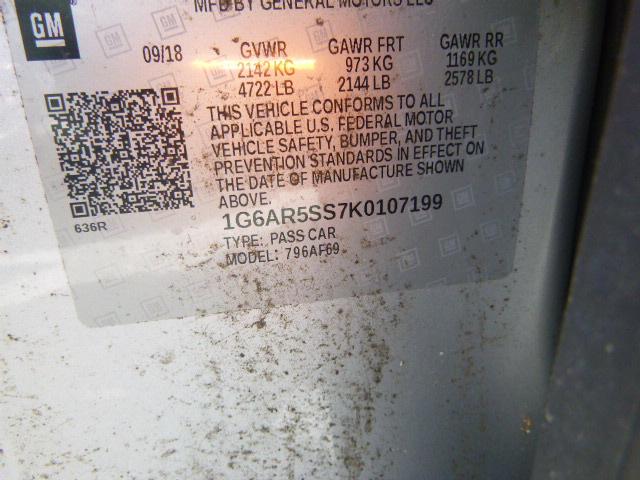 GM
MFD BY GENERAL MOTORS LLC
09/18 GVWR GAWR FRT GAWR RR
2142 KG 973 KG 1169 KG
4722 LB 2144 LB 2578 LB
THIS VEHICLE CONFORMS TO ALL
APPLICABLE U.S. FEDERAL MOTOR
VEHICLE SAFETY, BUMPER, AND THEFT
PREVENTION STANDARDS IN EFFECT ON
THE DATE OF MANUFACTURE SHOWN
ABOVE.
636R
1G6AR5SS7K0107199
TYPE: PASS CAR
MODEL: 796AF69